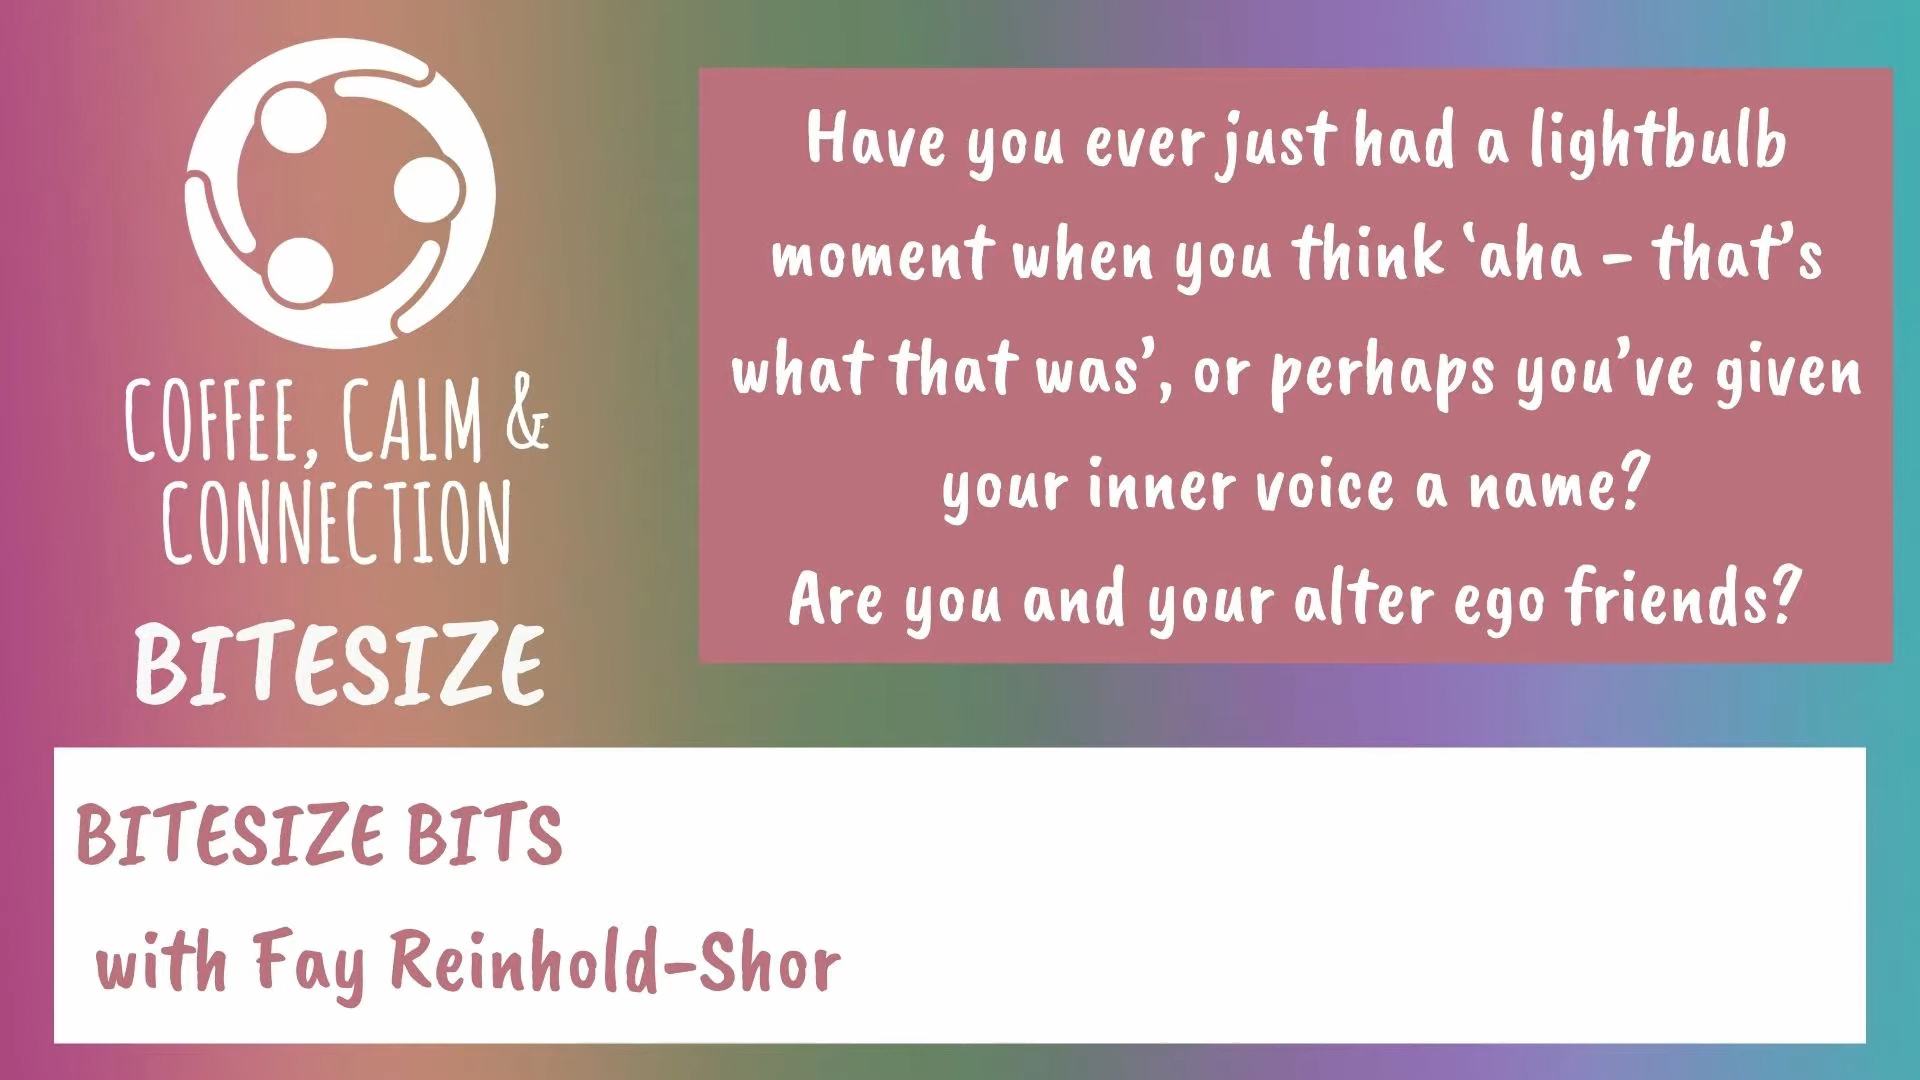 COFFEE, CALM &
CONNECTION
BITESIZE
Have you ever just had a lightbulb
moment when you think ‘aha - that’s
what that was’, or perhaps you’ve given
your inner voice a name?
Are you and your alter ego friends?
BITESIZE BITS
with Fay Reinhold-Shor